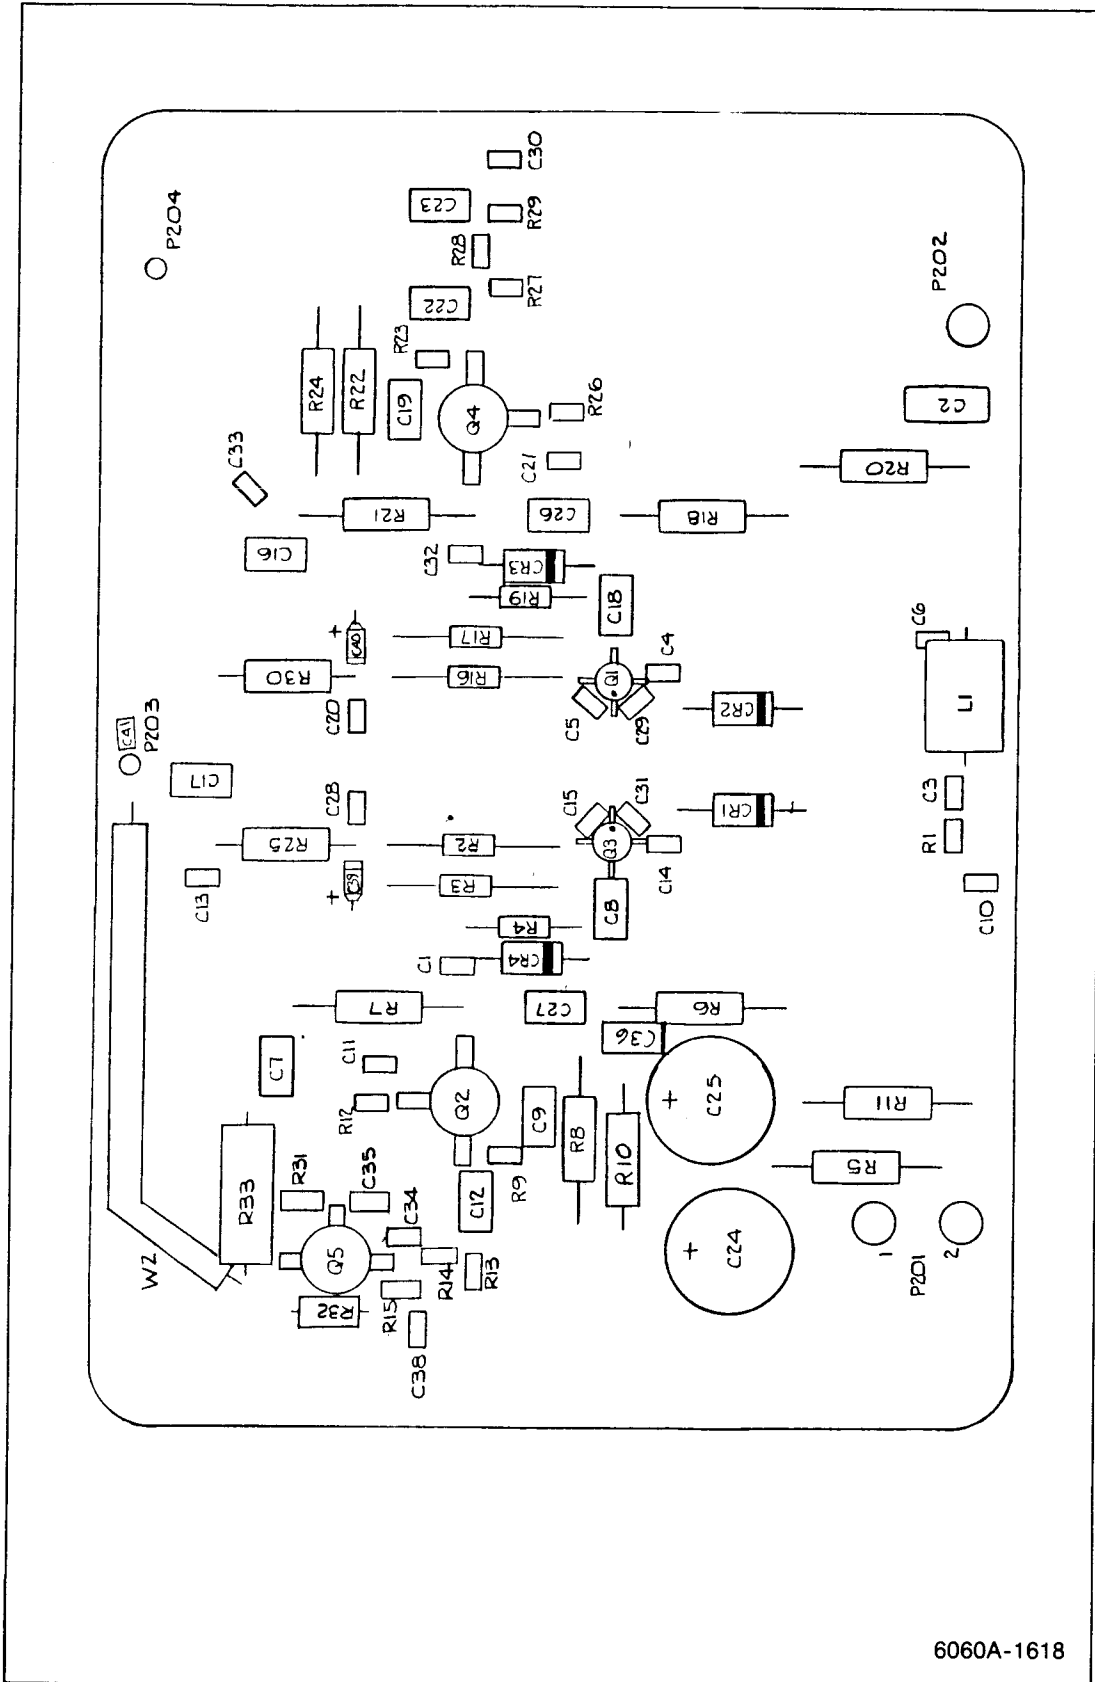 C30
P204
C23
R29
R28
P202
R27
C22
R23
R24
R22
C19
Q4
R26
C2
C33
C21
R20
R21
C26
R18
C16
C32
CR3
R19
C18
+
C40
R17
C6
R30
R16
Q1
C4
L1
C20
C5
C29
CR2
C41
P203
C17
C28
C15
C31
CR1
C3
R25
R2
Q3
R1
C13
+
C39
R3
C14
C8
C10
R4
C1
CR4
R7
C27
R6
C36
C7
C11
R12
Q2
C9
R8
+
C25
R11
R10
R33
R31
C35
R9
R5
C12
C34
W2
Q5
R14
R13
+
C24
1
2
P201
R32
R15
C38
6060A-1618